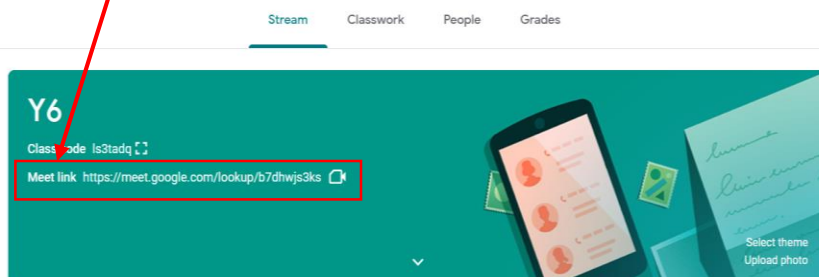 Stream Classwork People Grades
Y6
Class code ls3tadq
Meet link https://meet.google.com/lookup/b7dhwjs3ks
Select theme
Upload photo